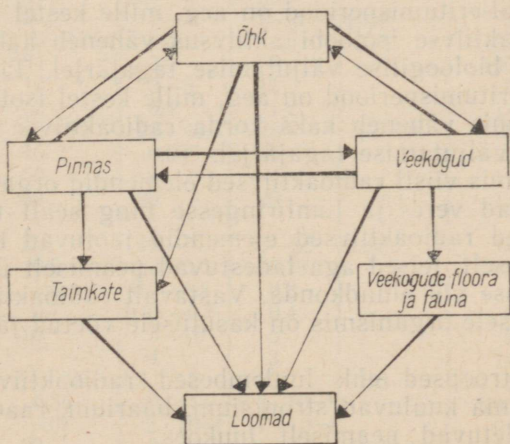 Õhk
Pinnas
Veekogud
Taimkate
Veekogude floora
ja fauna
Loomad